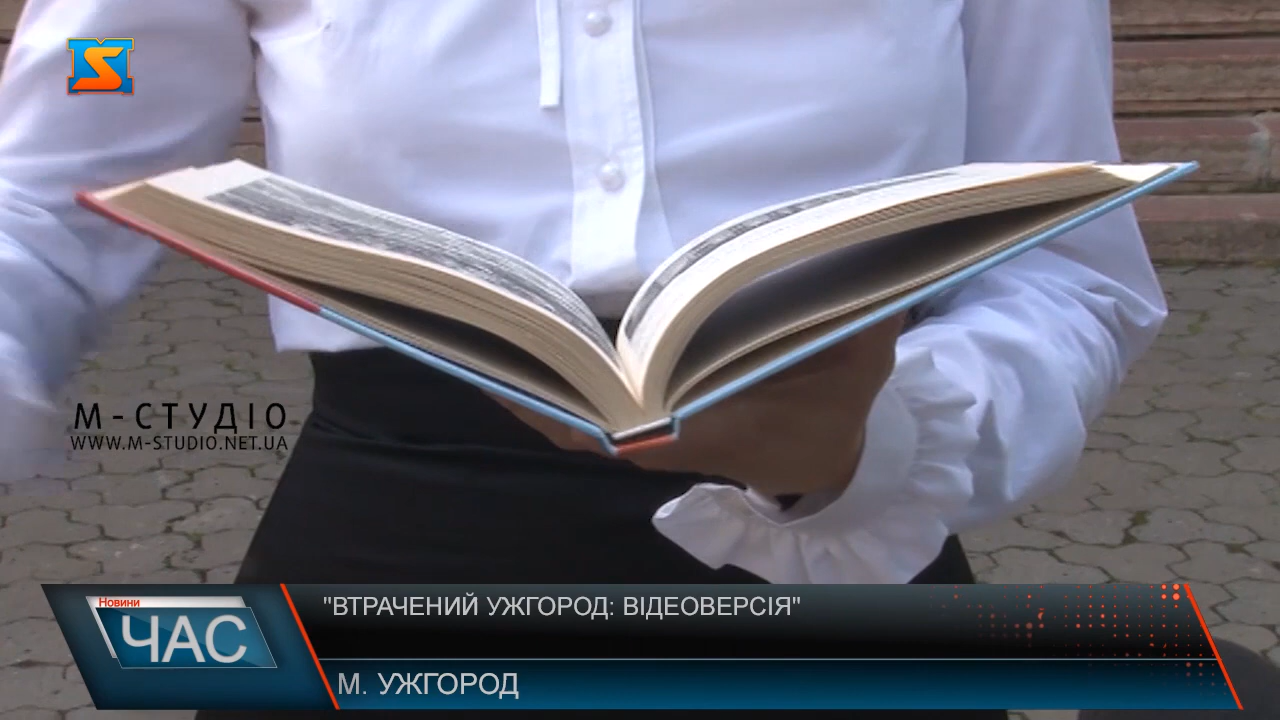 М-СТУДІО
WWW.M-STUDIO.NET.UA
Новини
ЧАС
"ВТРАЧЕНИЙ УЖГОРОД: ВІДЕОВЕРСІЯ"
М. УЖГОРОД